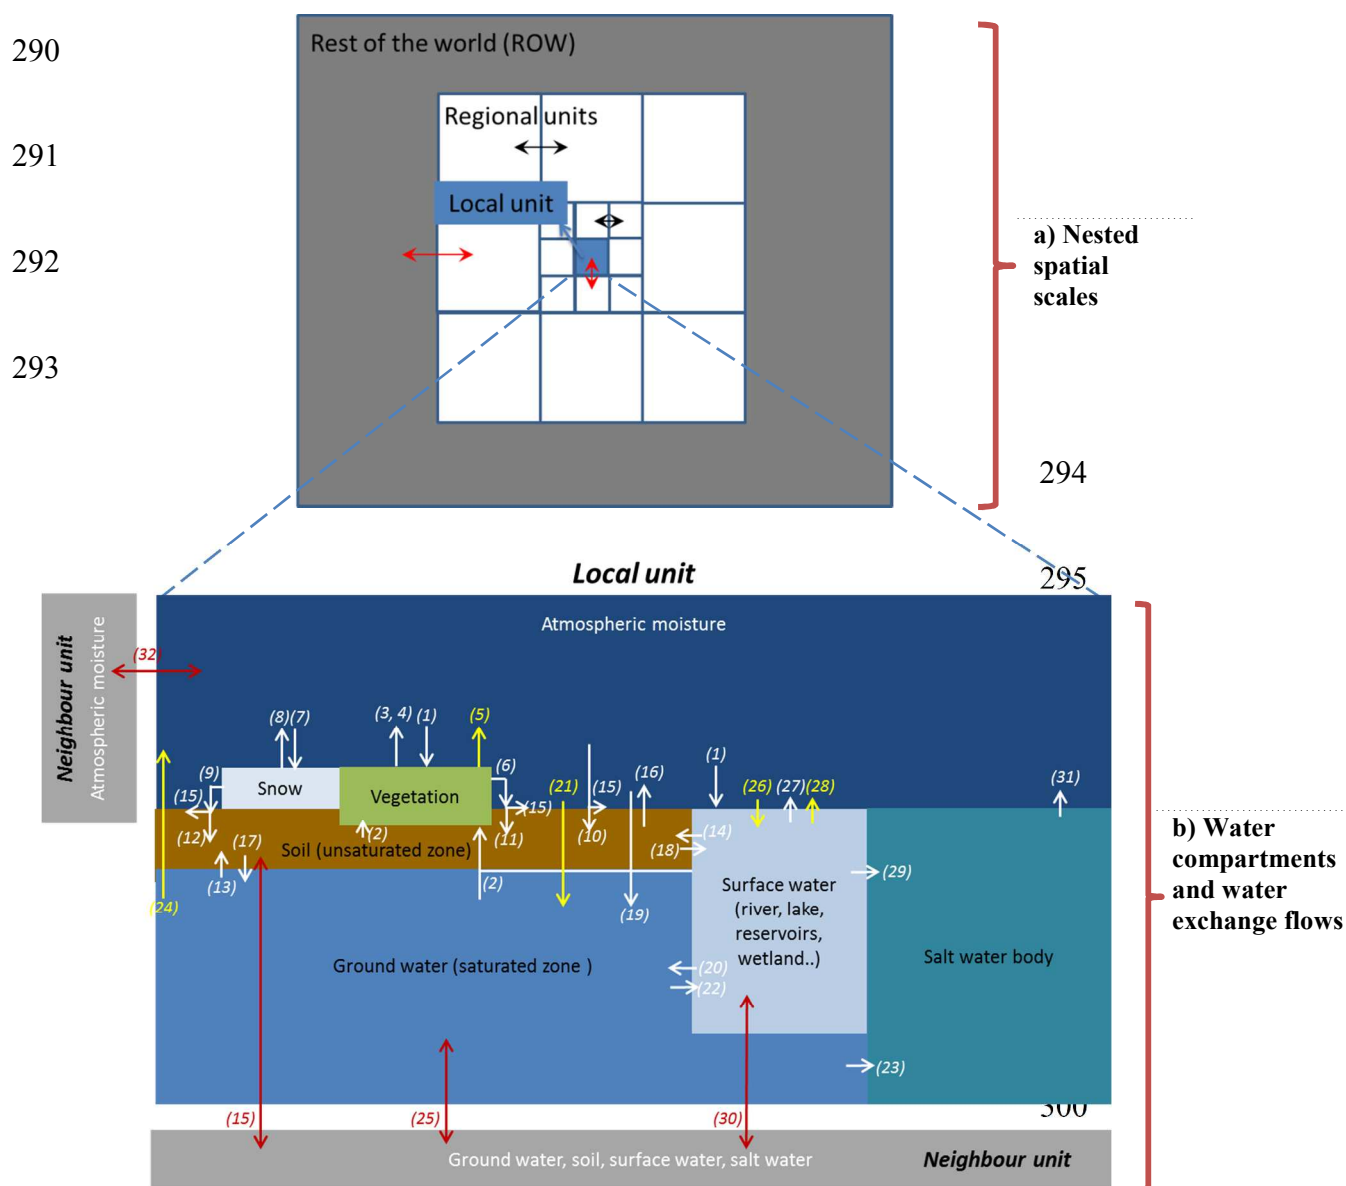 290
Rest of the world (ROW)
Regional units
291
Local unit
292
a) Nested
spatial
scales
293
294
Local unit
295
Atmospheric moisture
Neighbour unit
Atmospheric moisture
(32)
(8)
(7)
(3, 4)
(1)
(5)
(9)
Snow
Vegetation
(6)
(21)
(15)
(16)
(1)
(26)
(27)
(28)
(31)
(15)
(15)
(12)
(17)
(2)
Soil (unsaturated zone)
(11)
(10)
(14)
(18)
(13)
(24)
(2)
(19)
(29)
Surface water
(river, lake,
reservoirs,
wetland..)
b) Water
compartments
and water
exchange flows
Ground water (saturated zone )
(20)
(22)
Salt water body
(23)
300
(15)
(25)
(30)
Ground water, soil, surface water, salt water
Neighbour unit